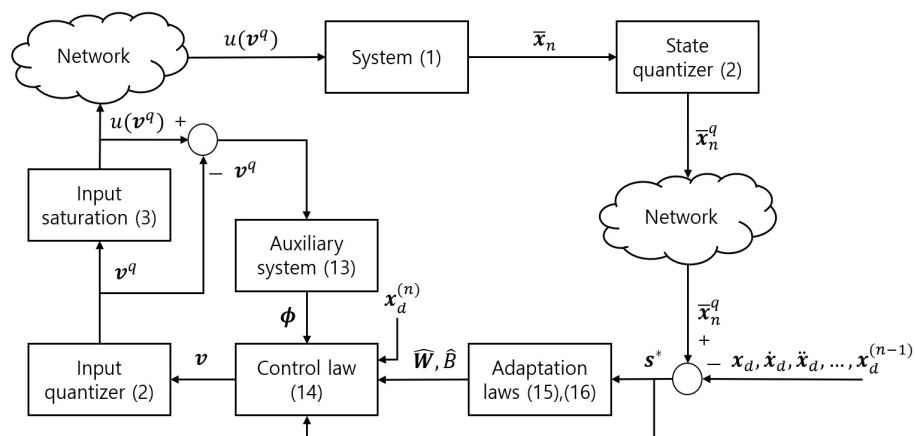 Network
u(𝒗^q)
System (1)
x̅_n
State
quantizer (2)
u(𝒗^q) +
− 𝒗^q
x̅_n^q
Input
saturation (3)
Network
Auxiliary
system (13)
𝒗^q
x_d^(n)
ϕ
x̅_n^q
+
Input
quantizer (2)
𝒗
Control law
(14)
Ŵ, B̂
Adaptation
laws (15),(16)
s*
− x_d, ẋ_d, ẍ_d, …, x_d^(n−1)